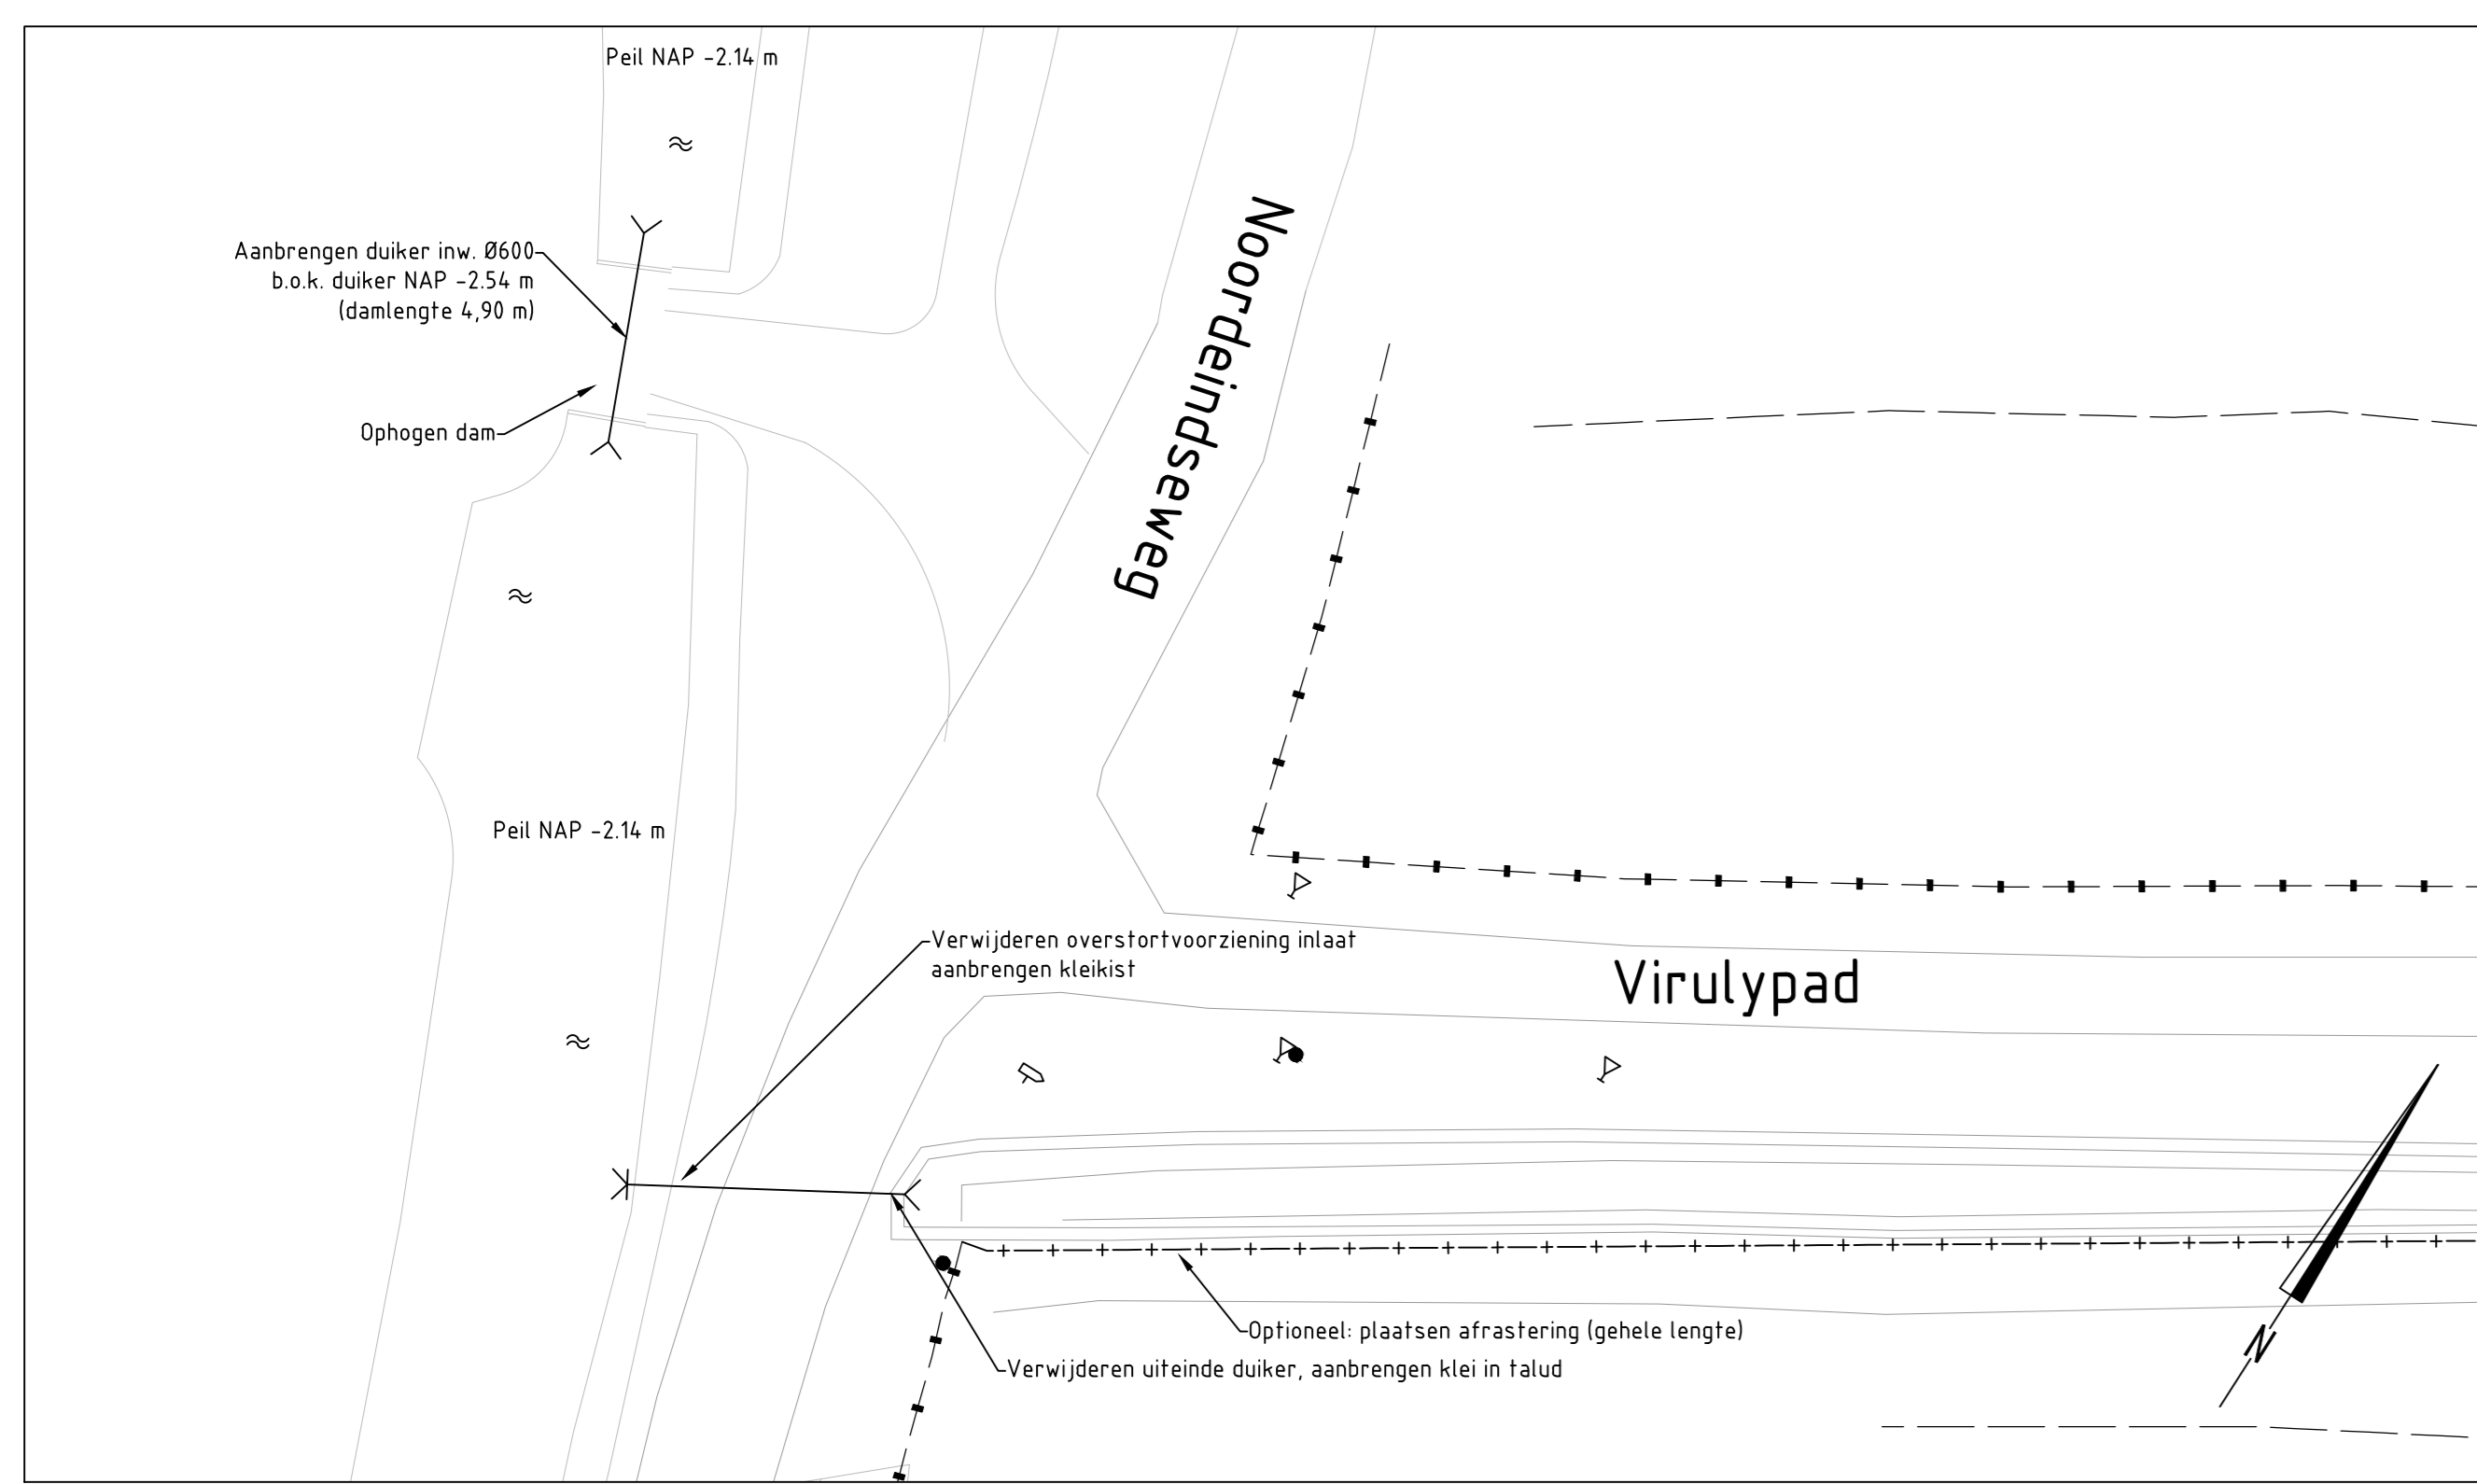 Peil NAP -2.14 m
Aanbrengen duiker inw. Ø600
b.o.k. duiker NAP -2.54 m
(damlengte 4,90 m)
Ophogen dam
Noordeindseweg
Peil NAP -2.14 m
Verwijderen overstortvoorziening inlaat
aanbrengen kleikist
Virulypad
Optioneel: plaatsen afrastering (gehele lengte)
Verwijderen uiteinde duiker, aanbrengen klei in talud
N